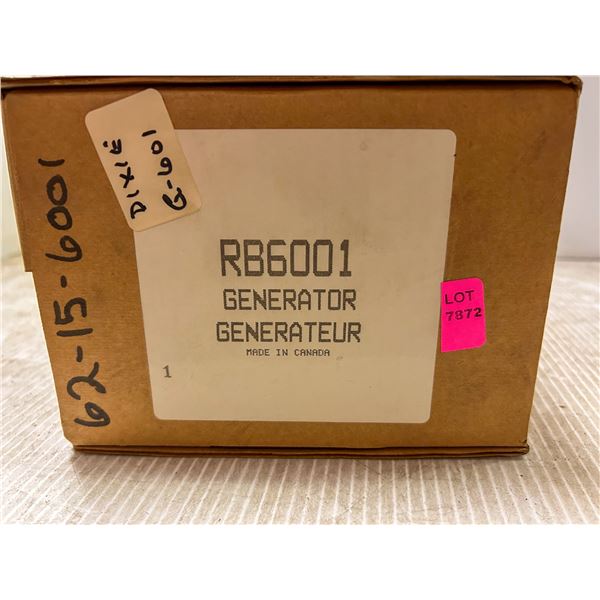 62-15-6001
DIXIE
G-601
RB6001
GENERATOR
GENERATEUR
MADE IN CANADA
1
LOT
7872